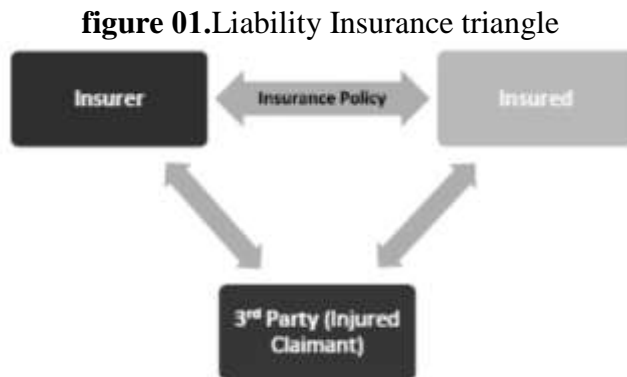 figure 01.Liability Insurance triangle
Insurer
Insurance Policy
Insured
3rd Party (Injured
Claimant)